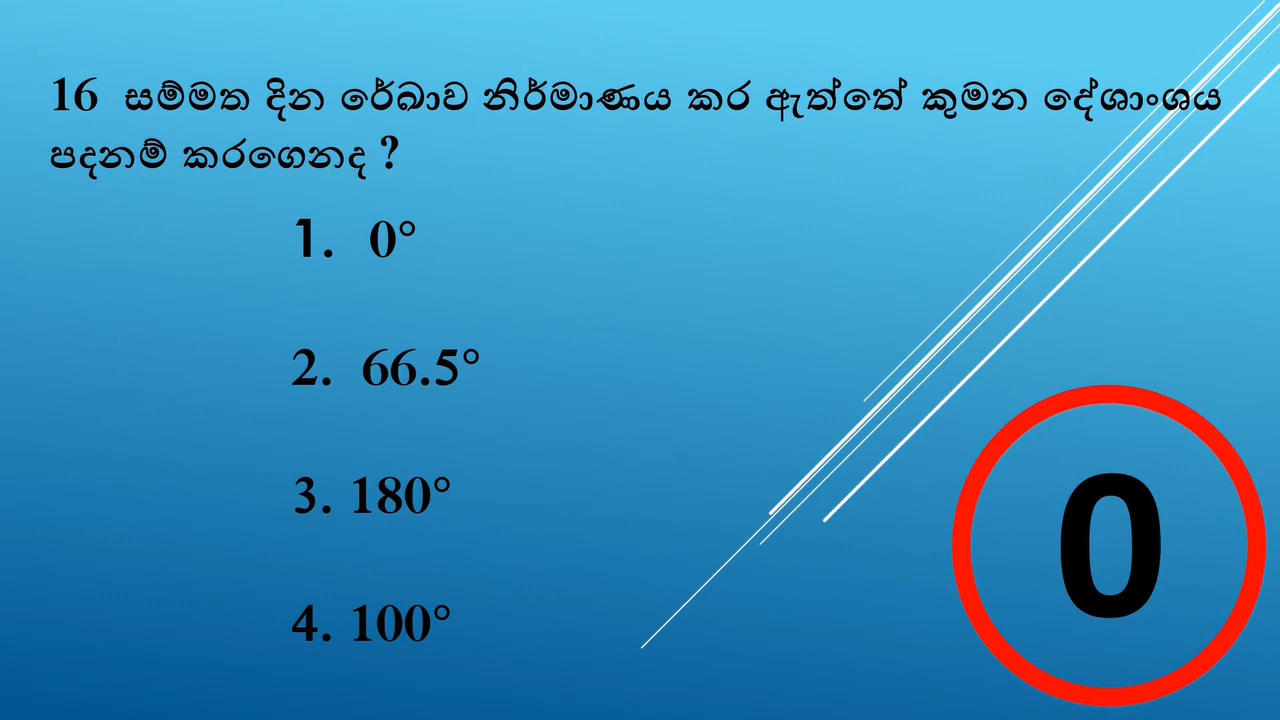 16 සම්මත දින රේඛාව නිර්මාණය කර ඇත්තේ කුමන දේශාංශය
පදනම් කරගෙනද ?
1. 0°
2. 66.5°
3. 180°
4. 100°
0